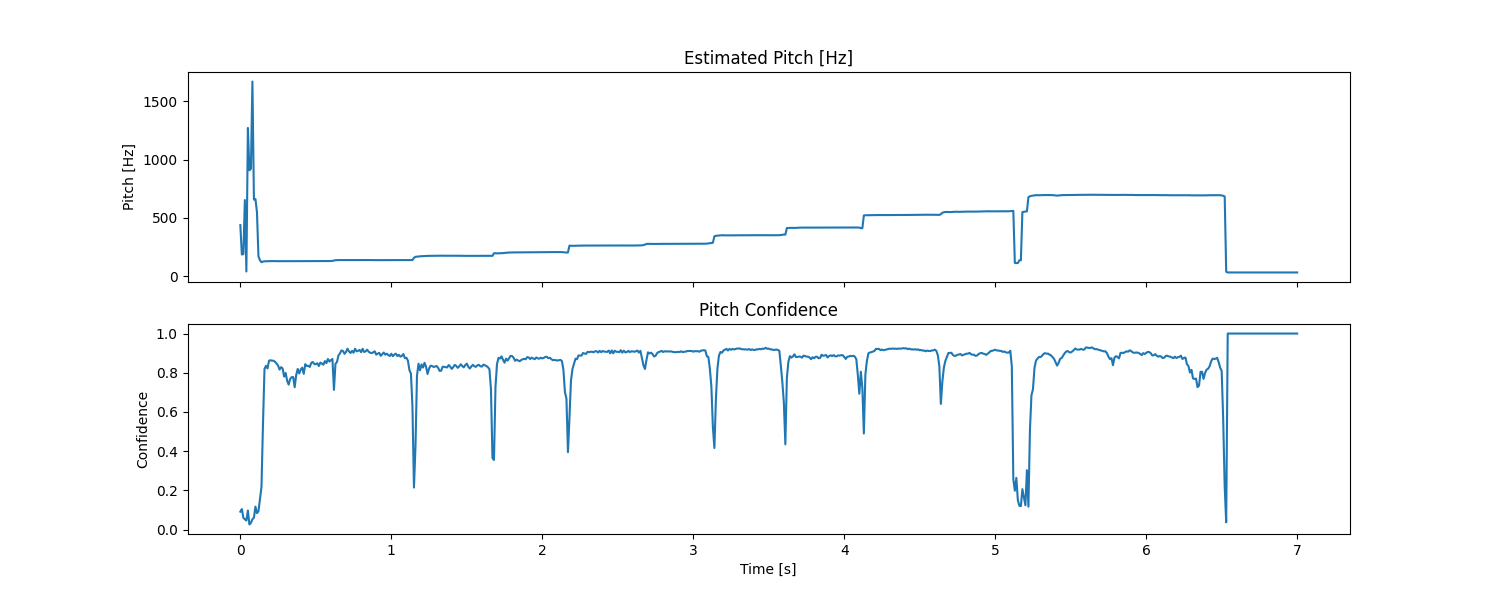 Estimated Pitch [Hz]
Pitch [Hz]
1500
1000
500
0
Pitch Confidence
Confidence
1.0
0.8
0.6
0.4
0.2
0.0
0 1 2 3 4 5 6 7
Time [s]